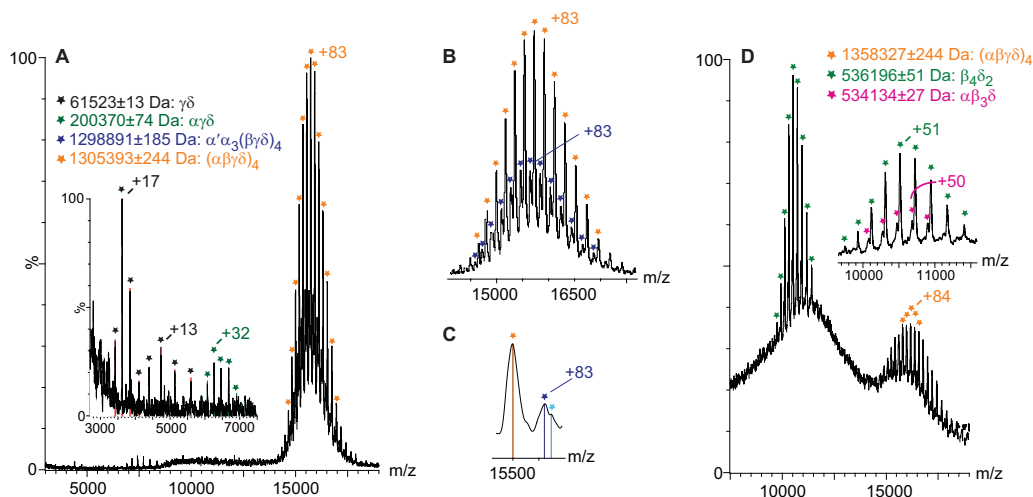 A
+83
100
61523±13 Da: γδ
200370±74 Da: αγδ
1298891±185 Da: α'α₃(βγδ)₄
1305393±244 Da: (αβγδ)₄
100
+17
+13
+32
%
0
3000
5000
7000
%
0
5000
10000
15000
m/z
B
+83
+83
15000
16500
m/z
C
+83
15500
m/z
D
100
1358327±244 Da: (αβγδ)₄
536196±51 Da: β₄δ₂
534134±27 Da: αβ₃δ
+51
+50
10000
11000
m/z
+84
%
0
10000
15000
m/z